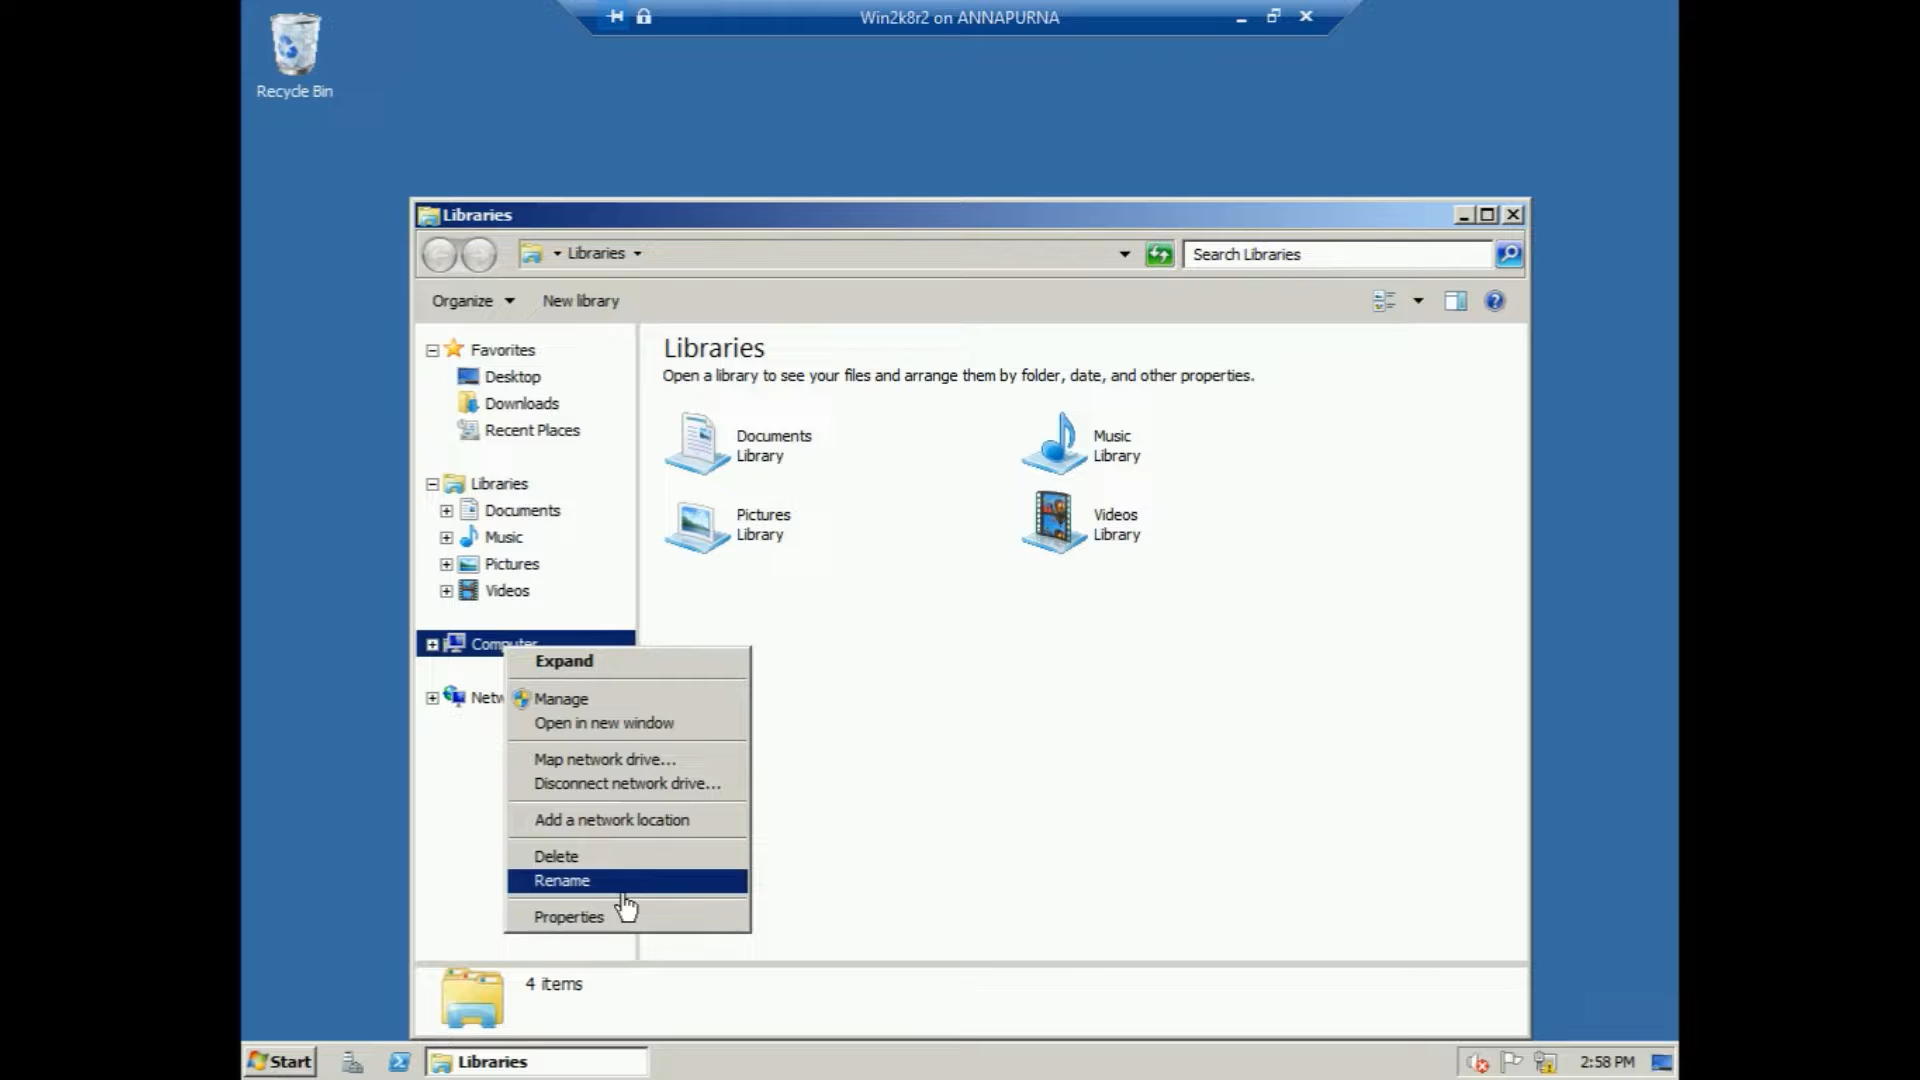 Win2k8r2 on ANNAPURNA
Recycle Bin
Libraries
Libraries
Search Libraries
Organize
New library
Favorites
Desktop
Downloads
Recent Places
Libraries
Documents
Music
Pictures
Videos
Computer
Netw
Libraries
Open a library to see your files and arrange them by folder, date, and other properties.
Documents
Library
Music
Library
Pictures
Library
Videos
Library
Expand
Manage
Open in new window
Map network drive...
Disconnect network drive...
Add a network location
Delete
Rename
Properties
4 items
Start
Libraries
2:58 PM